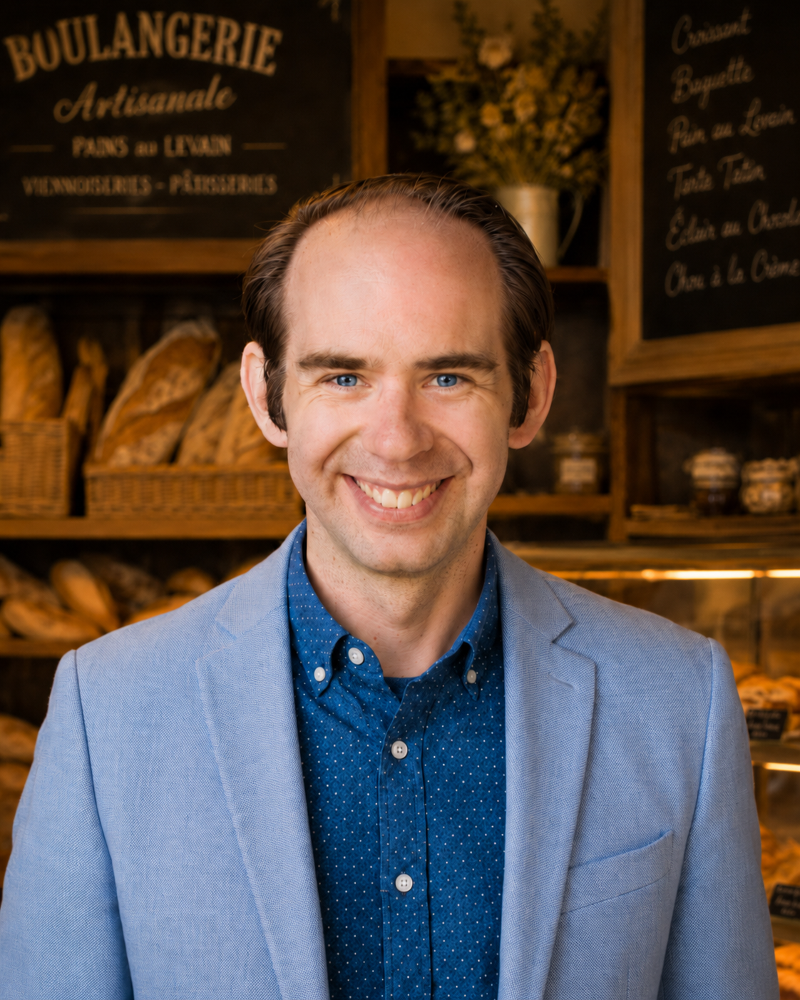 BOULANGERIE
Artisanale
PAINS au LEVAIN
VIENNOISERIES - PÂTISSERIES
Croissant
Baguette
Pain au Levain
Tarte Tatin
Éclair au Chocola
Chou à la Crème